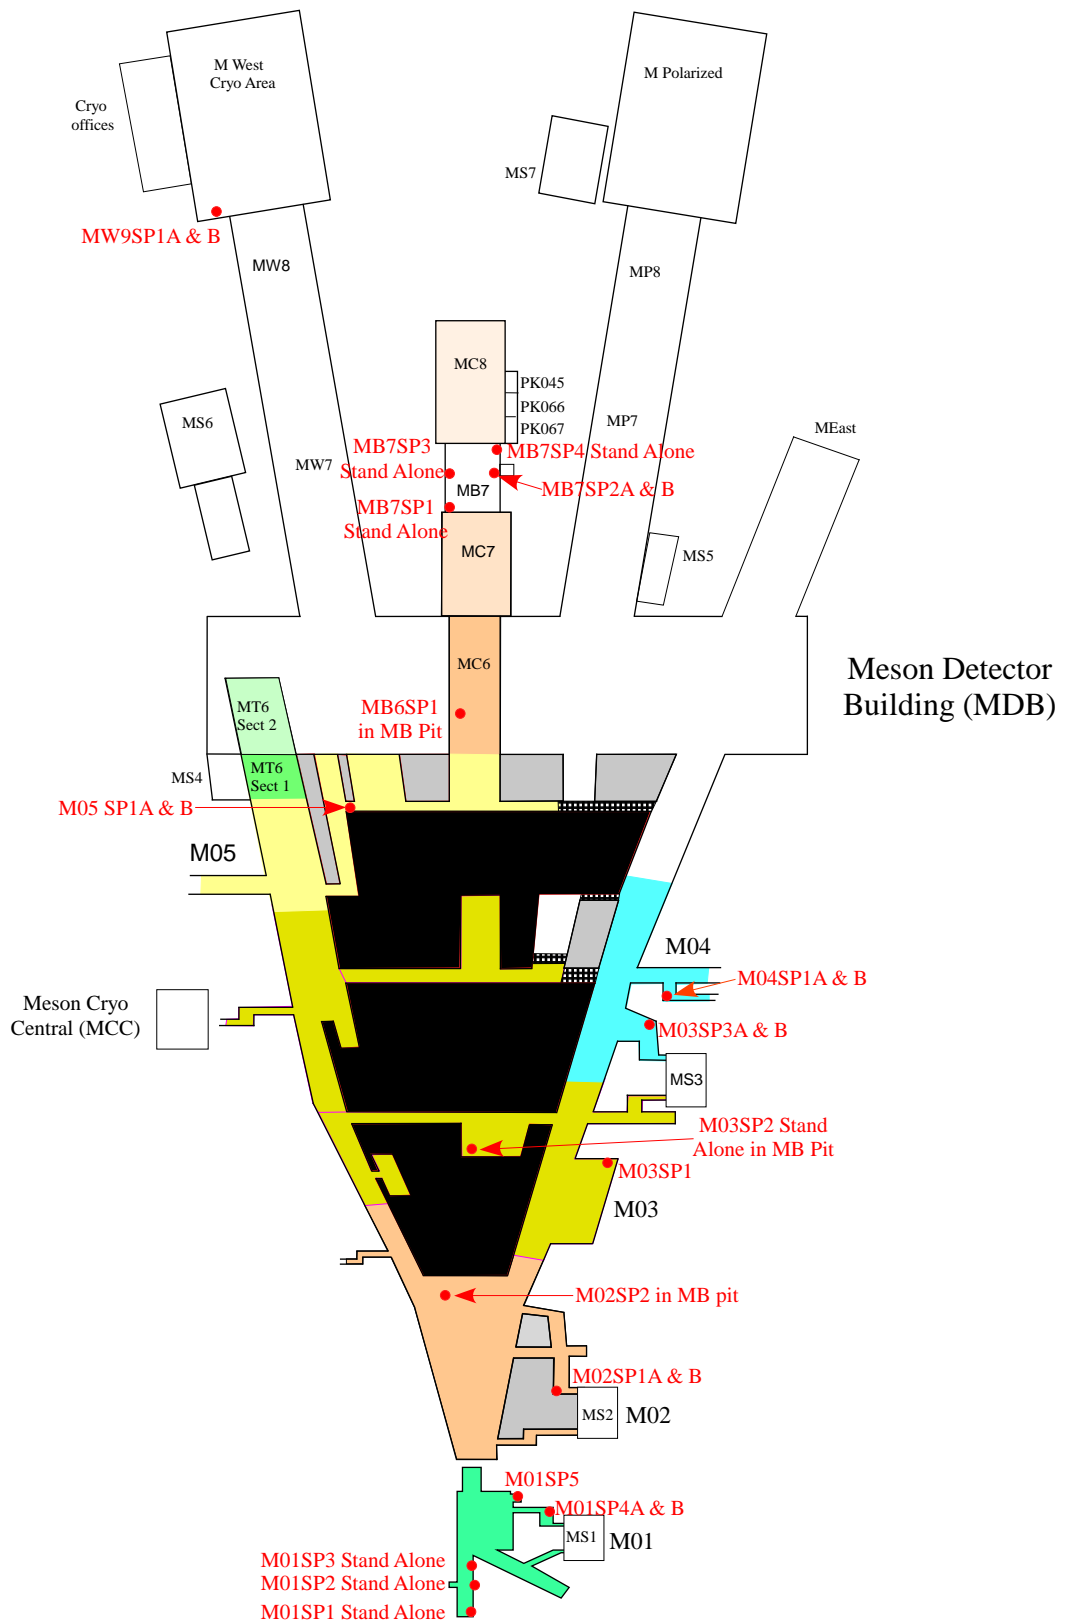 M West
Cryo Area
M Polarized
Cryo
offices
MS7
MW9SP1A & B
MW8
MP8
MC8
PK045
PK066
PK067
MS6
MP7
MEast
MW7
MB7SP3
Stand Alone
MB7SP4 Stand Alone
MB7
MB7SP2A & B
MB7SP1
Stand Alone
MC7
MS5
MC6
Meson Detector
Building (MDB)
MT6
Sect 2
MB6SP1
in MB Pit
MS4
MT6
Sect 1
M05 SP1A & B
M05
M04
M04SP1A & B
Meson Cryo
Central (MCC)
M03SP3A & B
MS3
M03SP2 Stand
Alone in MB Pit
M03SP1
M03
M02SP2 in MB pit
M02SP1A & B
MS2
M02
M01SP5
M01SP4A & B
MS1
M01
M01SP3 Stand Alone
M01SP2 Stand Alone
M01SP1 Stand Alone